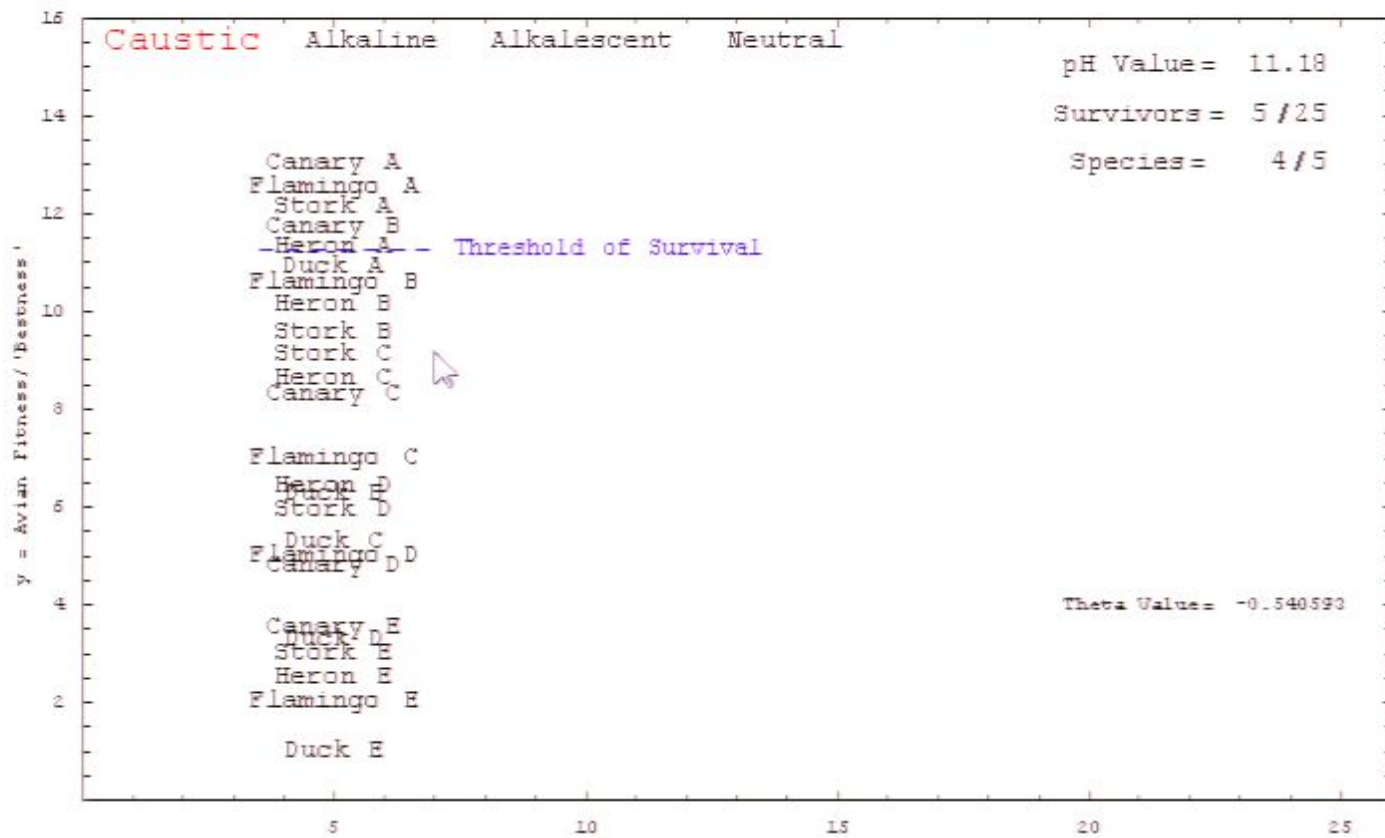 16
Caustic Alkaline Alkalescent Neutral
pH Value= 11.18
14
Survivors= 5/25
Canary A
Species= 4/5
Flamingo A
Stork A
12
Canary B
Heron A
Threshold of Survival
Duck A
Flamingo B
Heron B
10
Stork B
Stork C
Heron C
Canary C
8
Flamingo C
Heron D
Duck B
Stork D
6
Duck C
Flamingo D
Canary D
4
Theta Value= -0.540593
Canary E
Duck D
Stork E
Heron E
Flamingo E
2
Duck E
5 10 15 20 25
y = Avian Fitness/'Bestness'